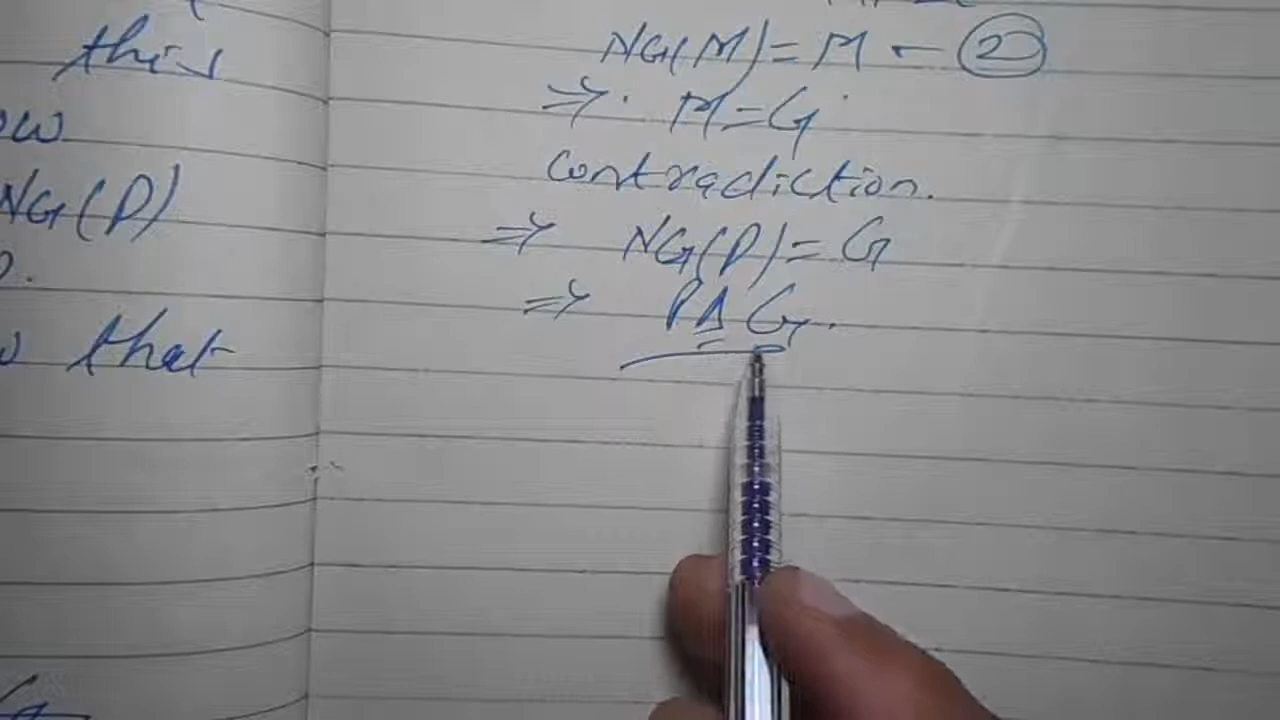 this
ow
NG(P)
P.
w that
NG(M) = M - 2
⇒ M = G
Contradiction.
⇒ NG(P) = G
⇒ P ⊴ G.